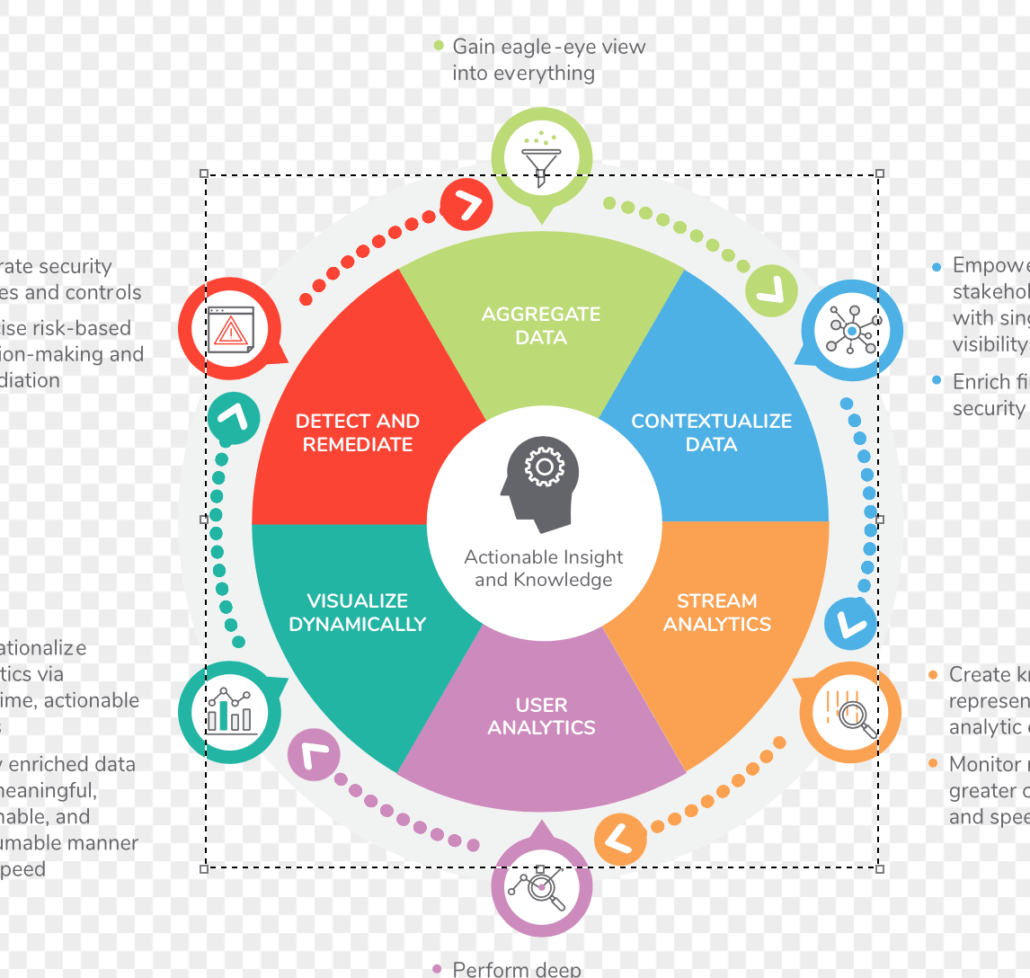 Gain eagle-eye view
into everything
AGGREGATE
DATA
CONTEXTUALIZE
DATA
STREAM
ANALYTICS
USER
ANALYTICS
VISUALIZE
DYNAMICALLY
DETECT AND
REMEDIATE
Actionable Insight
and Knowledge
rate security
es and controls
cise risk-based
ion-making and
diation
Empowe
stakehol
with sing
visibility
Enrich fi
security
ationalize
tics via
ime, actionable
s
y enriched data
neaningful,
nable, and
umable manner
peed
Create kn
represen
analytic
Monitor
greater
and spee
Perform deep